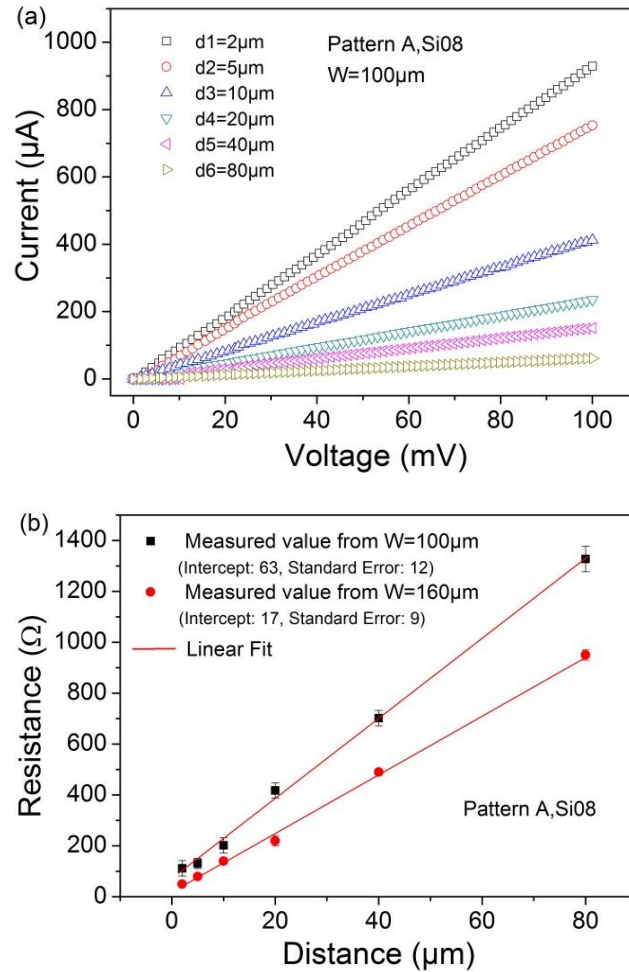 (a)
1000
800
600
400
200
0
Current (µA)
d1=2µm
d2=5µm
d3=10µm
d4=20µm
d5=40µm
d6=80µm
Pattern A,Si08
W=100µm
0 20 40 60 80 100
Voltage (mV)
(b)
1400
1200
1000
800
600
400
200
0
Resistance (Ω)
Measured value from W=100µm
(Intercept: 63, Standard Error: 12)
Measured value from W=160µm
(Intercept: 17, Standard Error: 9)
Linear Fit
Pattern A,Si08
0 20 40 60 80
Distance (µm)